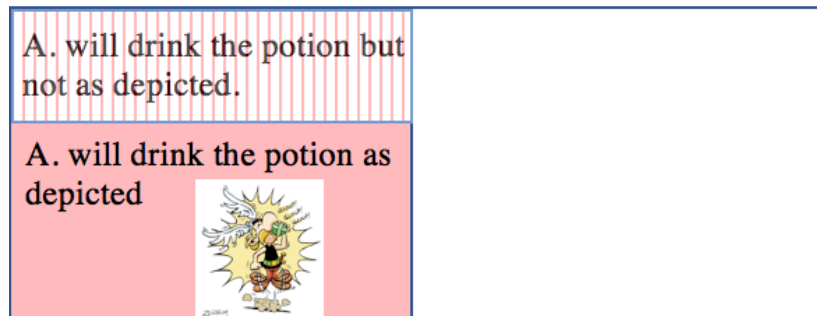 A. will drink the potion but
not as depicted.
A. will drink the potion as
depicted